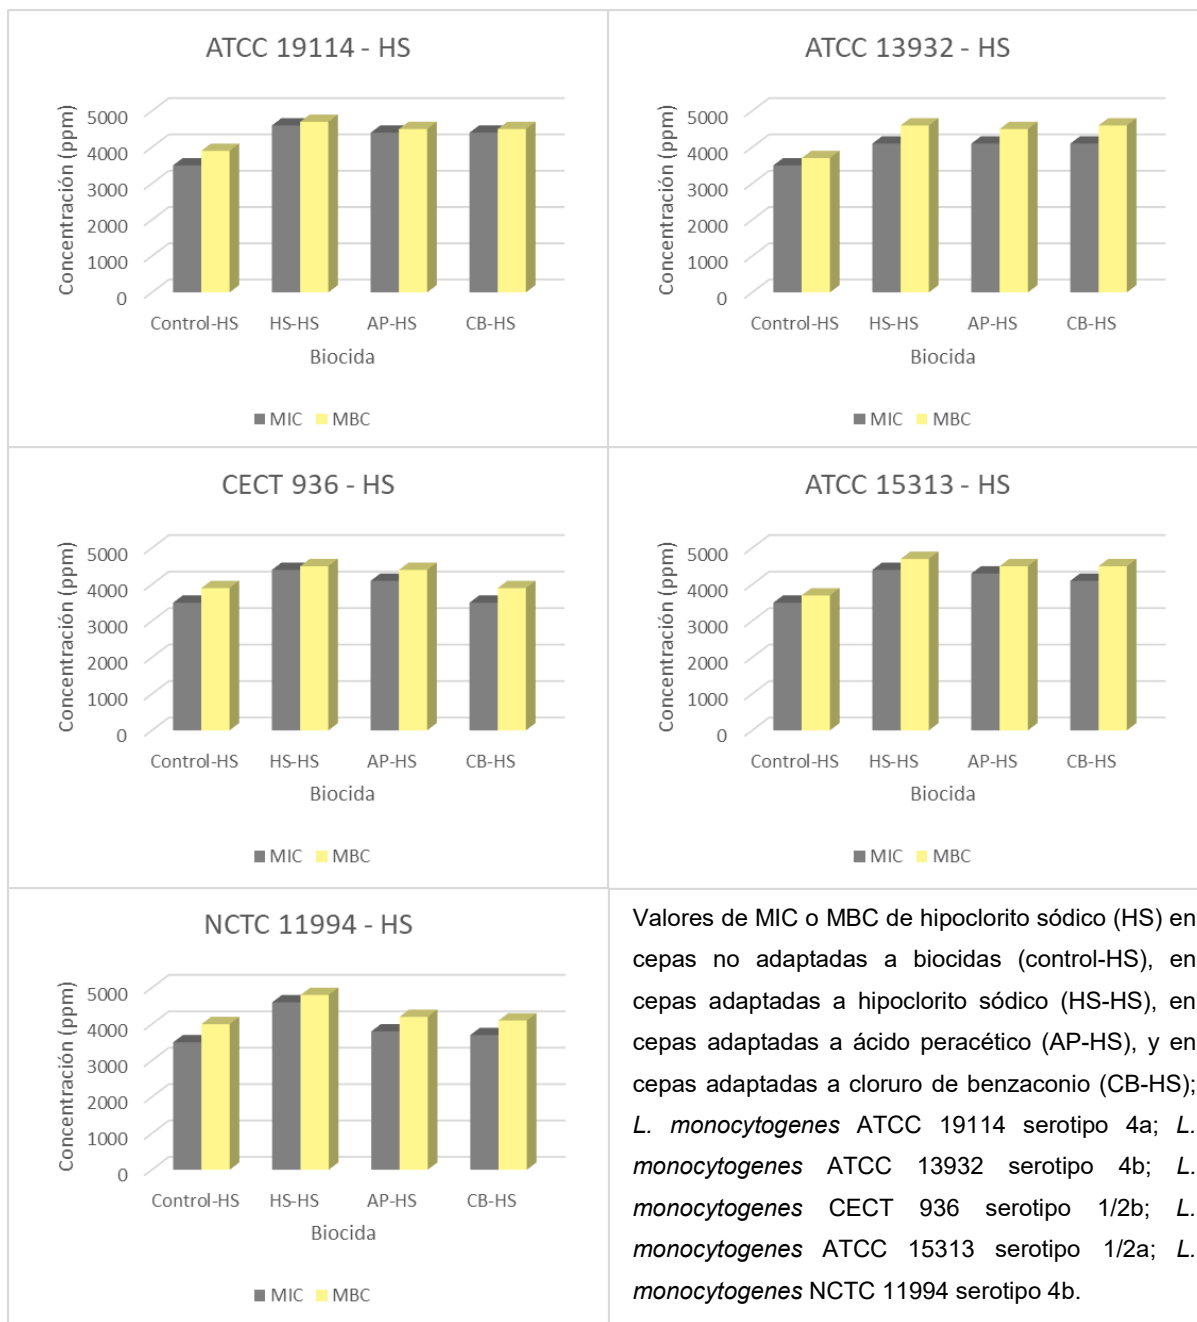 ATCC 19114 - HS
Concentración (ppm)
5000
4000
3000
2000
1000
0
Control-HS HS-HS AP-HS CB-HS
Biocida
MIC MBC
ATCC 13932 - HS
Concentración (ppm)
5000
4000
3000
2000
1000
0
Control-HS HS-HS AP-HS CB-HS
Biocida
MIC MBC
CECT 936 - HS
Concentración (ppm)
5000
4000
3000
2000
1000
0
Control-HS HS-HS AP-HS CB-HS
Biocida
MIC MBC
ATCC 15313 - HS
Concentración (ppm)
5000
4000
3000
2000
1000
0
Control-HS HS-HS AP-HS CB-HS
Biocida
MIC MBC
NCTC 11994 - HS
Concentración (ppm)
5000
4000
3000
2000
1000
0
Control-HS HS-HS AP-HS CB-HS
Biocida
MIC MBC
Valores de MIC o MBC de hipoclorito sódico (HS) en
cepas no adaptadas a biocidas (control-HS), en
cepas adaptadas a hipoclorito sódico (HS-HS), en
cepas adaptadas a ácido peracético (AP-HS), y en
cepas adaptadas a cloruro de benzaconio (CB-HS);
L. monocytogenes ATCC 19114 serotipo 4a; L.
monocytogenes ATCC 13932 serotipo 4b; L.
monocytogenes CECT 936 serotipo 1/2b; L.
monocytogenes ATCC 15313 serotipo 1/2a; L.
monocytogenes NCTC 11994 serotipo 4b.